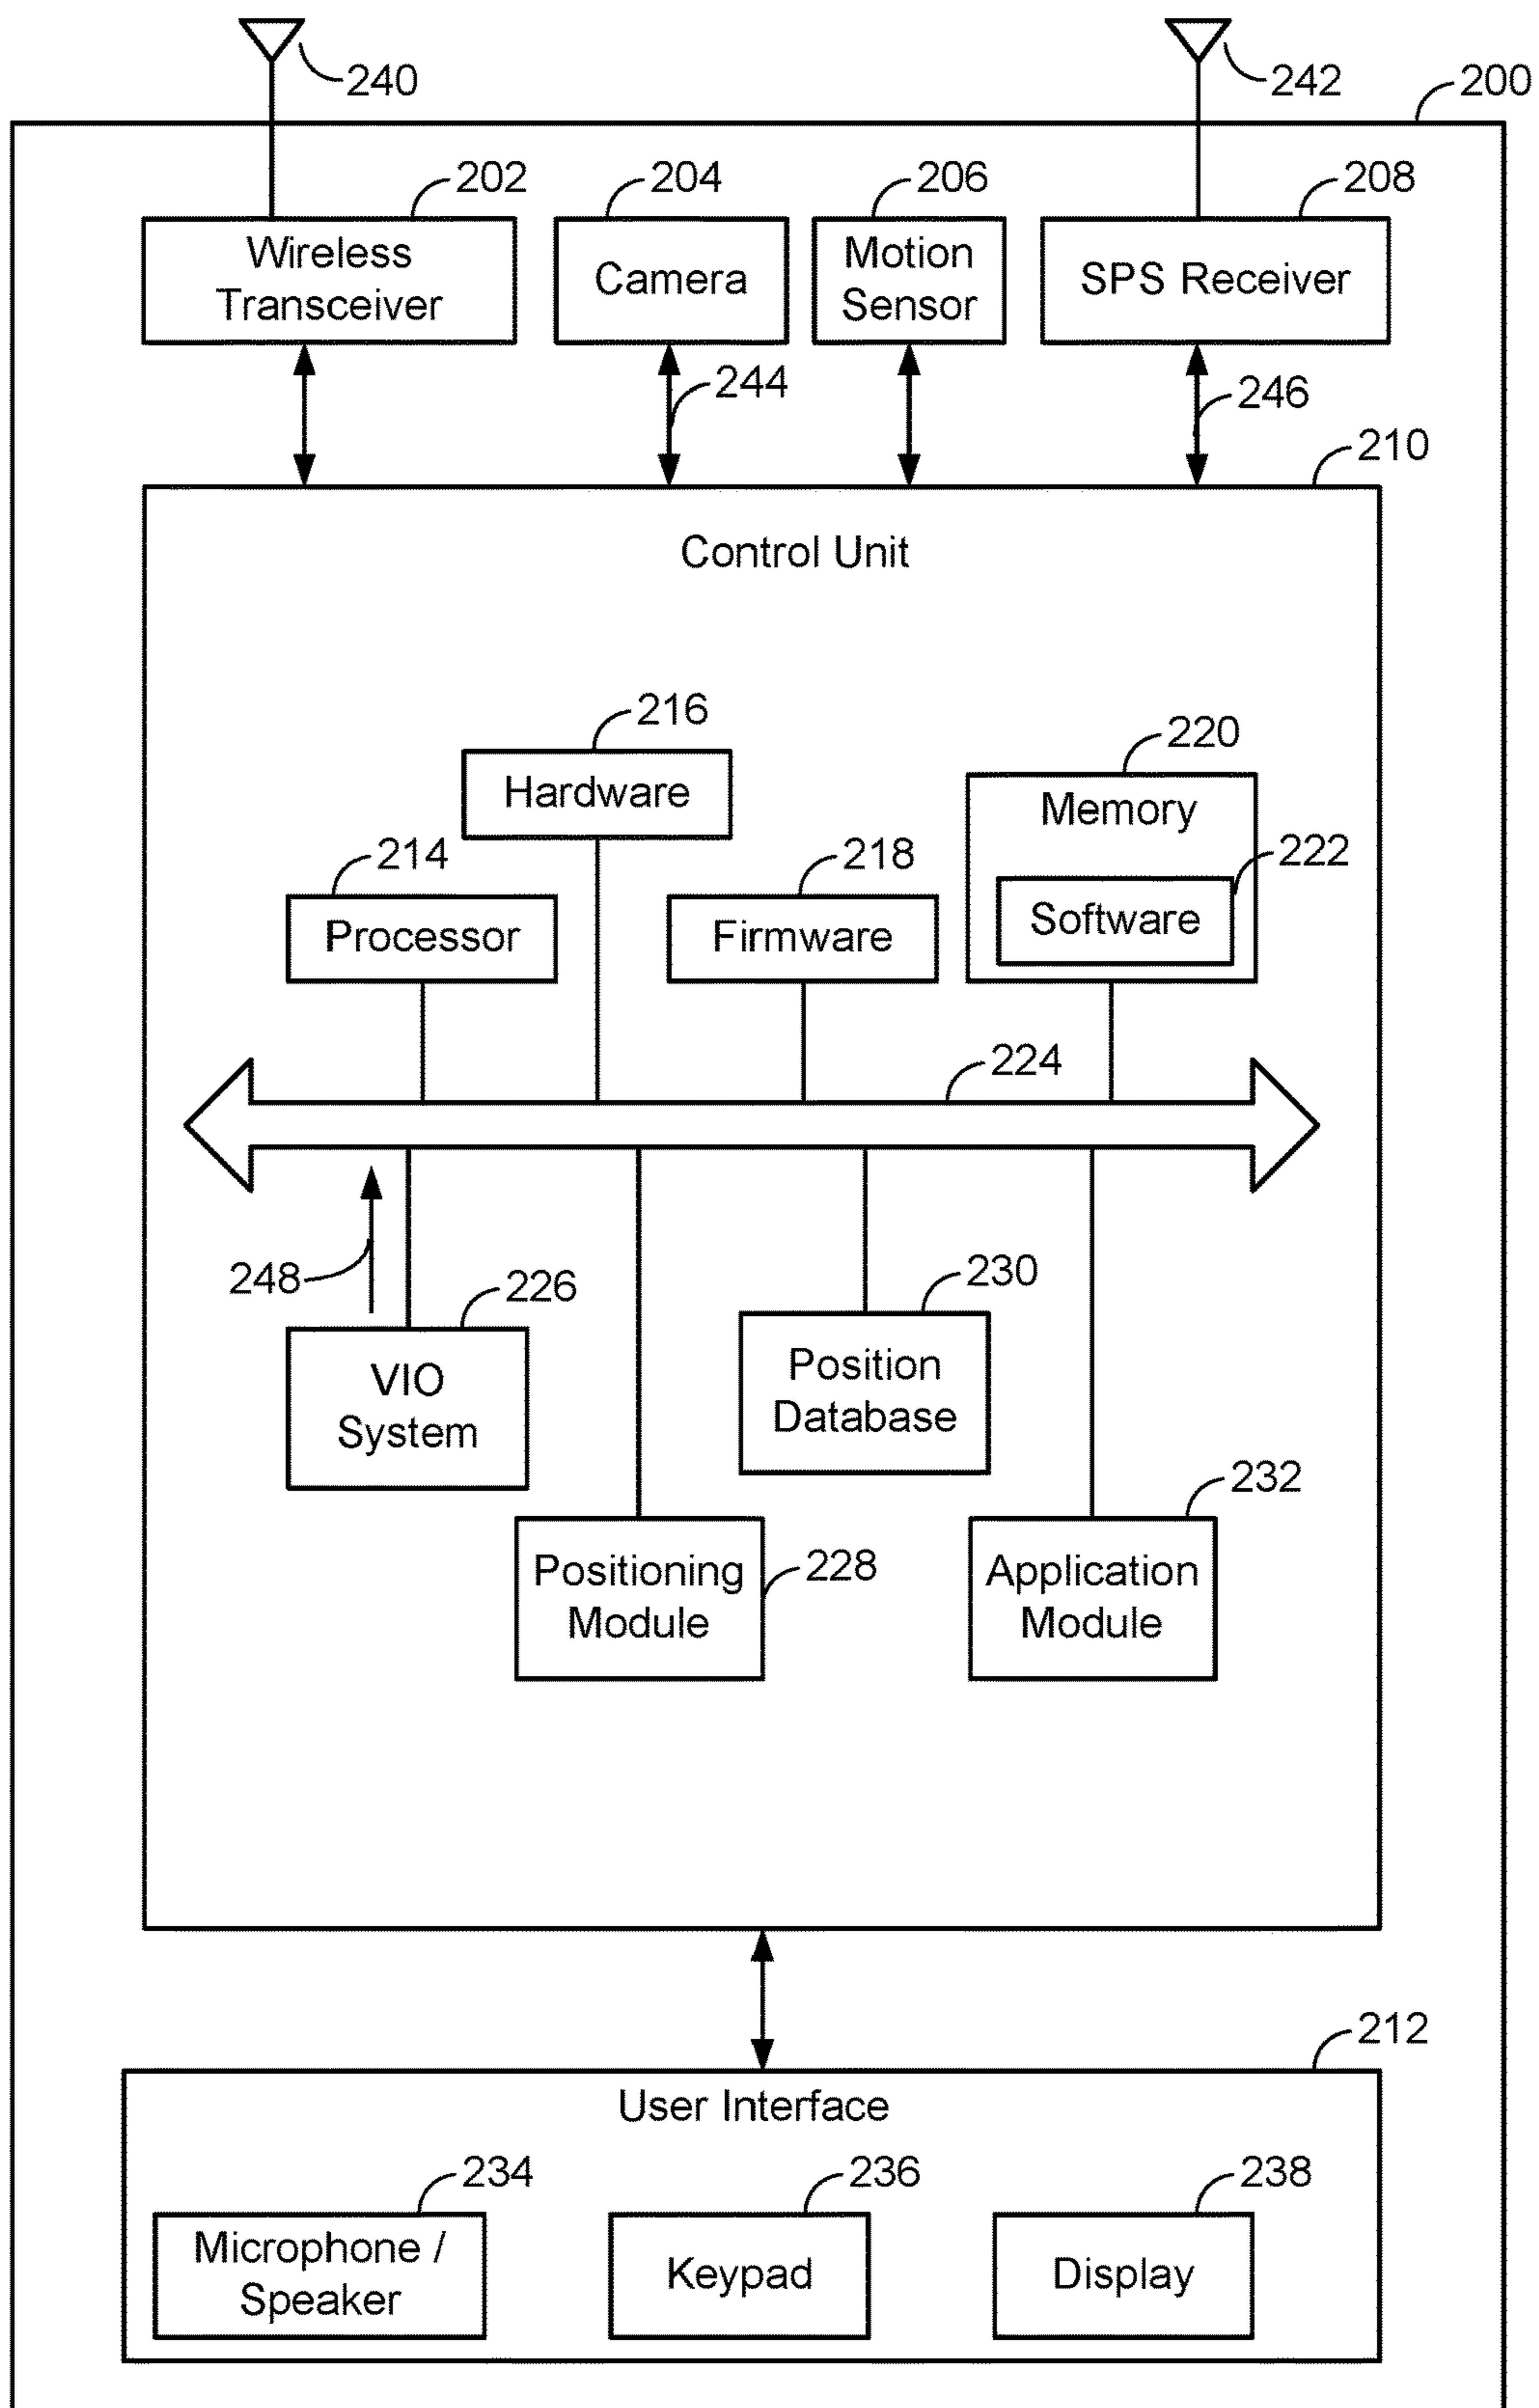 240
242
200
202
204
206
208
Wireless
Transceiver
Camera
Motion
Sensor
SPS Receiver
244
246
210
Control Unit
216
Hardware
220
Memory
214
Processor
218
Firmware
222
Software
224
248
226
VIO
System
230
Position
Database
228
Positioning
Module
232
Application
Module
212
User Interface
234
Microphone /
Speaker
236
Keypad
238
Display